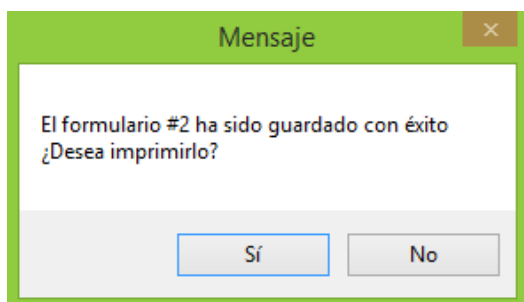 Mensaje
El formulario #2 ha sido guardado con éxito
¿Desea imprimirlo?
Sí
No